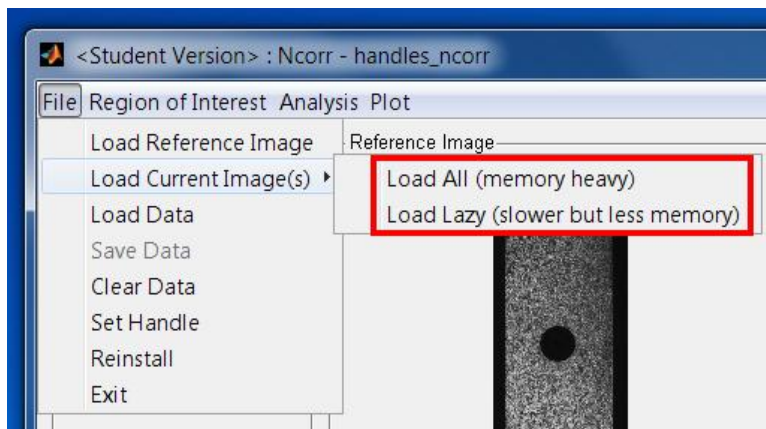 <Student Version> : Ncorr - handles_ncorr
File Region of Interest Analysis Plot
Load Reference Image
Reference Image
Load Current Image(s)
Load All (memory heavy)
Load Data
Load Lazy (slower but less memory)
Save Data
Clear Data
Set Handle
Reinstall
Exit